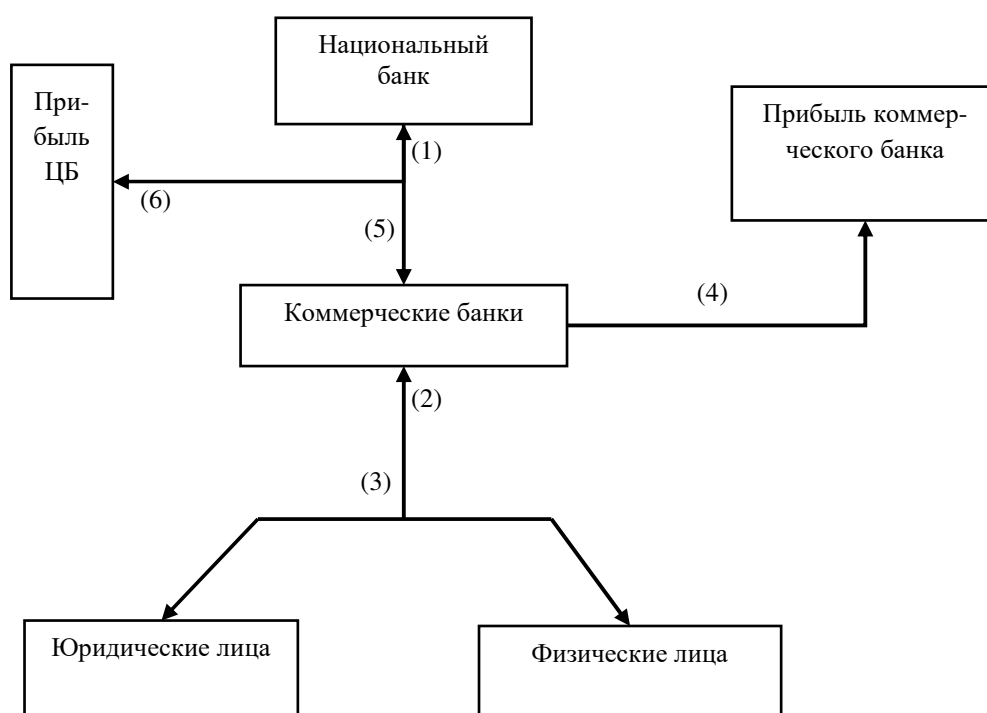 Национальный
банк
При-
быль
ЦБ
Прибыль коммер-
ческого банка
(1)
(6)
(5)
Коммерческие банки
(4)
(2)
(3)
Юридические лица
Физические лица